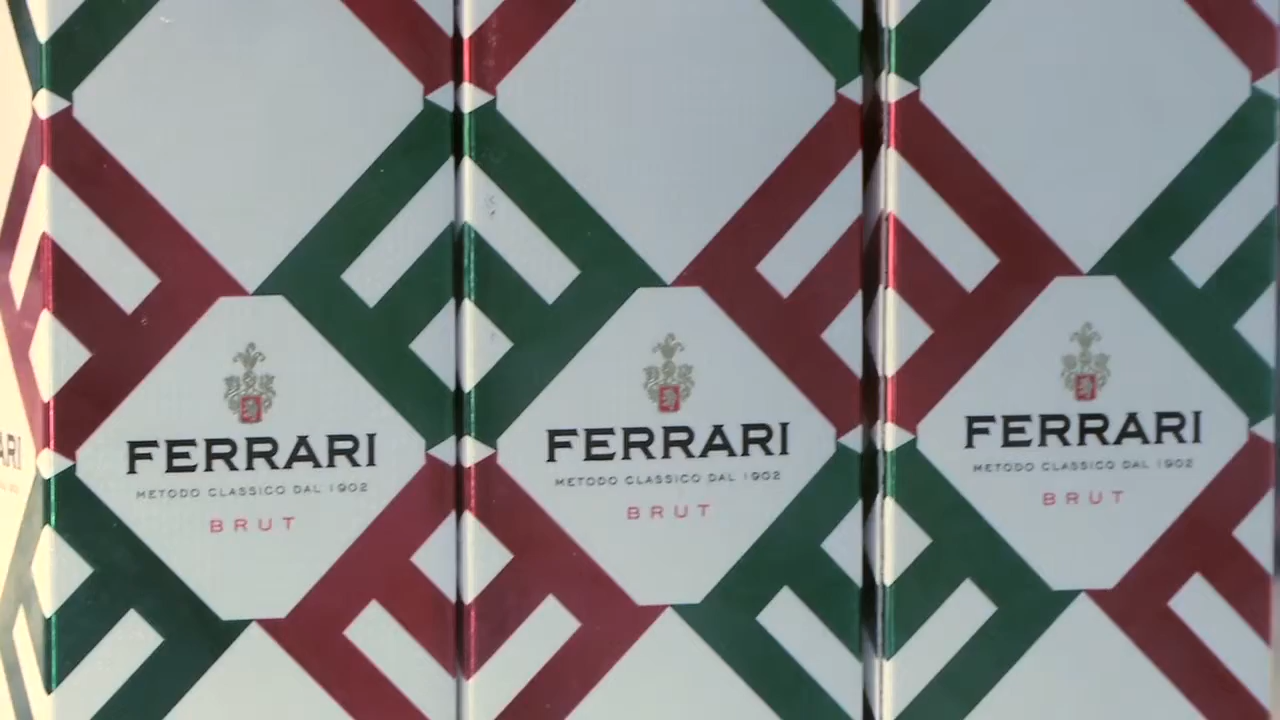 FERRARI
METODO CLASSICO DAL 1902
BRUT
FERRARI
METODO CLASSICO DAL 1902
BRUT
FERRARI
METODO CLASSICO DAL 1902
BRUT